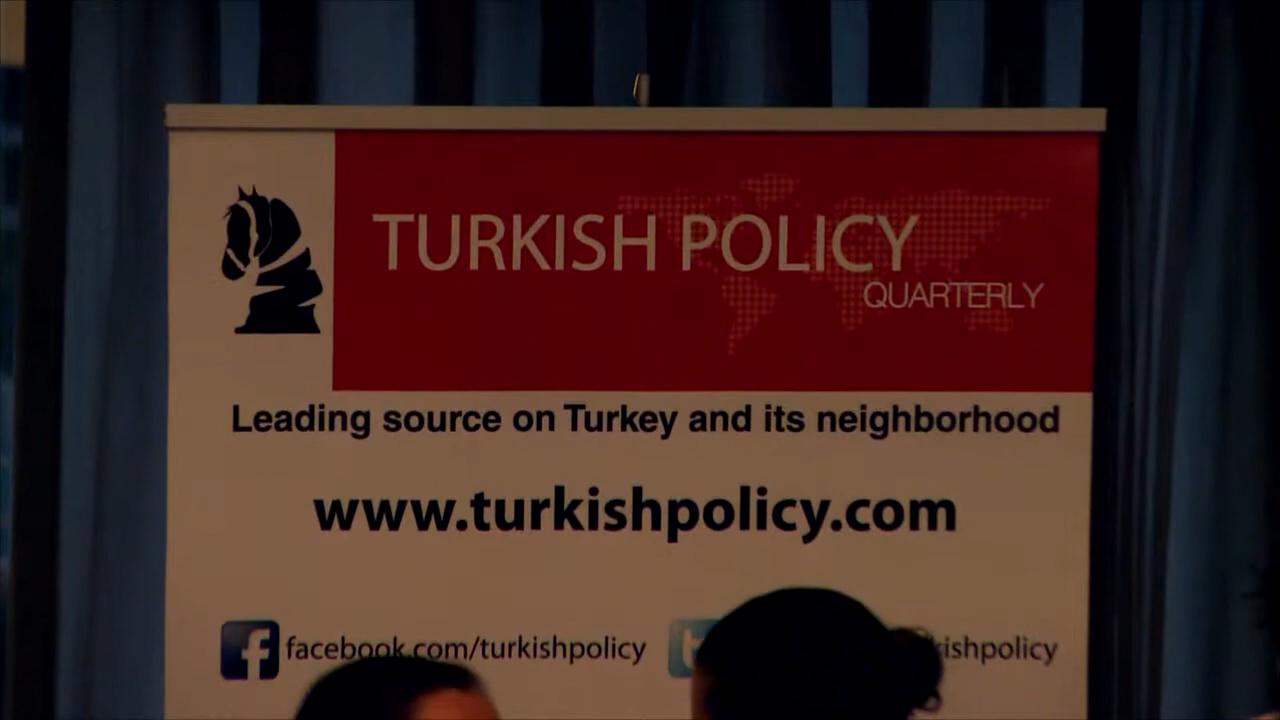 TURKISH POLICY
QUARTERLY
Leading source on Turkey and its neighborhood
www.turkishpolicy.com
facebook.com/turkishpolicy